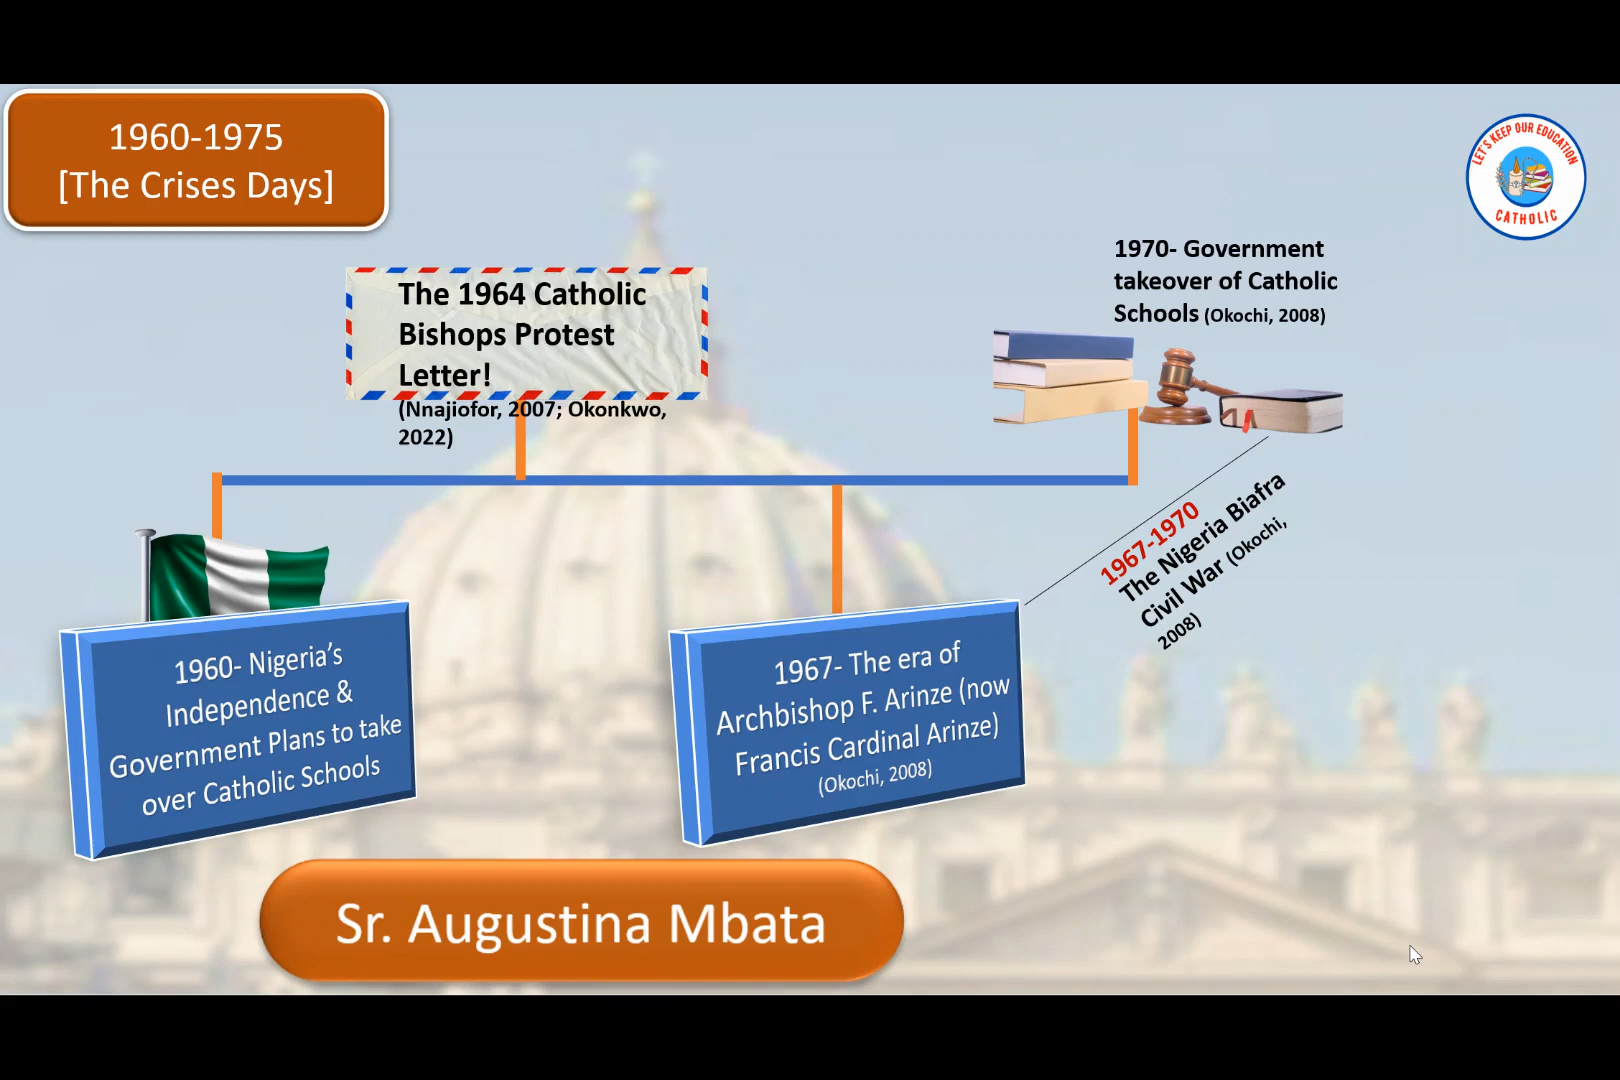 1960-1975
[The Crises Days]
LET'S KEEP OUR EDUCATION
CATHOLIC
The 1964 Catholic
Bishops Protest
Letter!
(Nnajiofor, 2007; Okonkwo,
2022)
1970- Government
takeover of Catholic
Schools (Okochi, 2008)
1967-1970
The Nigeria Biafra
Civil War (Okochi,
2008)
1960- Nigeria’s
Independence &
Government Plans to take
over Catholic Schools
1967- The era of
Archbishop F. Arinze (now
Francis Cardinal Arinze)
(Okochi, 2008)
Sr. Augustina Mbata